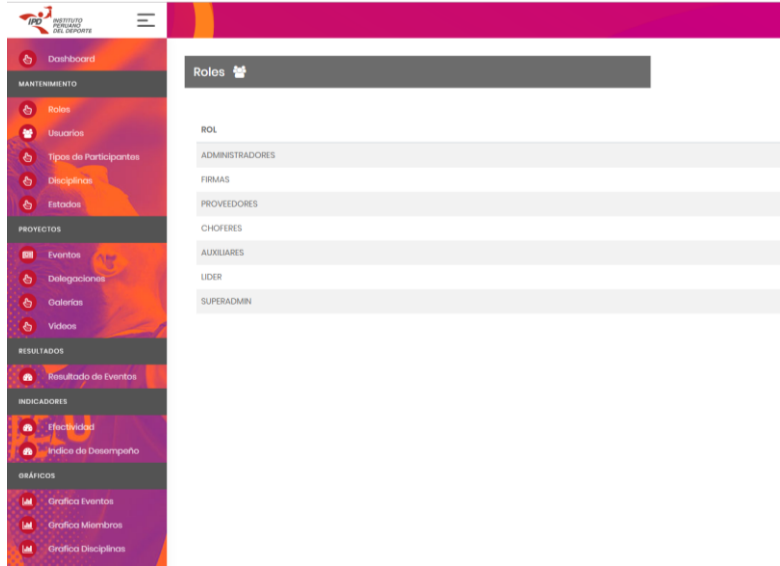 IPD
INSTITUTO
PERUANO
DEL DEPORTE
Dashboard
MANTENIMIENTO
Roles
Usuarios
Tipos de Participantes
Disciplinas
Estados
PROYECTOS
Eventos
Delegaciones
Galerías
Videos
RESULTADOS
Resultado de Eventos
INDICADORES
Efectividad
Indice de Desempeño
GRÁFICOS
Grafica Eventos
Grafica Miembros
Grafica Disciplinas
Roles
ROL
ADMINISTRADORES
FIRMAS
PROVEEDORES
CHOFERES
AUXILIARES
LIDER
SUPERADMIN